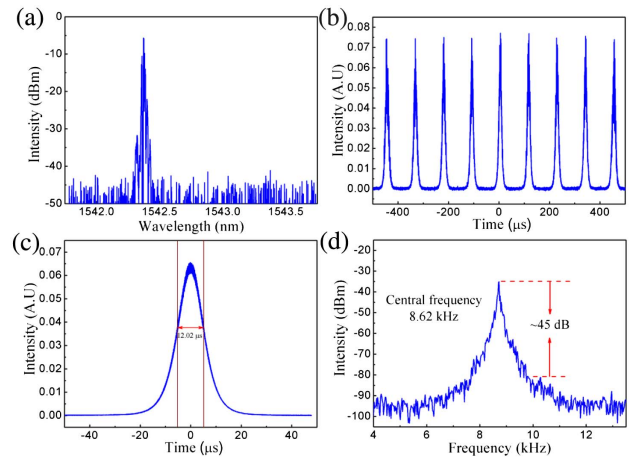 (a)
0
-10
-20
-30
-40
-50
Intensity (dBm)
1542.0 1542.5 1543.0 1543.5
Wavelength (nm)
(b)
0.08
0.07
0.06
0.05
0.04
0.03
0.02
0.01
0.00
Intensity (A.U)
-400 -200 0 200 400
Time (μs)
(c)
0.07
0.06
0.05
0.04
0.03
0.02
0.01
0.00
Intensity (A.U)
12.02 μs
-50 -40 -20 0 20 40
Time (μs)
(d)
-20
-30
-40
-50
-60
-70
-80
-90
-100
Intensity (dBm)
Central frequency
8.62 kHz
~45 dB
4 6 8 10 12
Frequency (kHz)